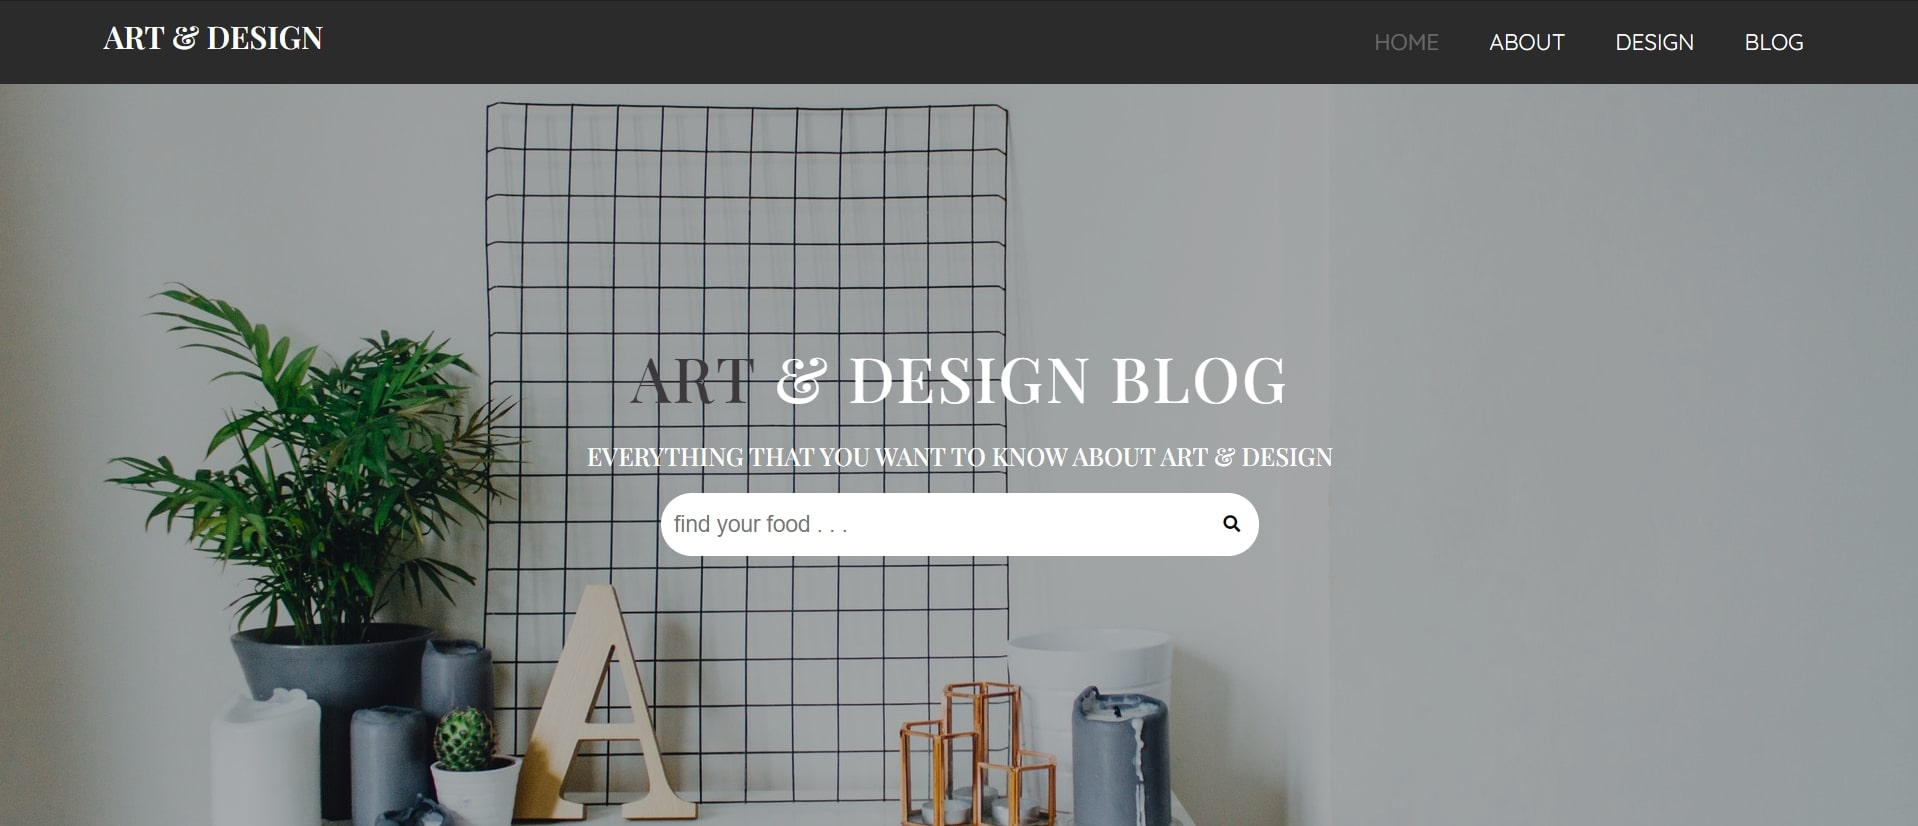 ART & DESIGN
HOME ABOUT DESIGN BLOG
ART & DESIGN BLOG
EVERYTHING THAT YOU WANT TO KNOW ABOUT ART & DESIGN
find your food . . .
A